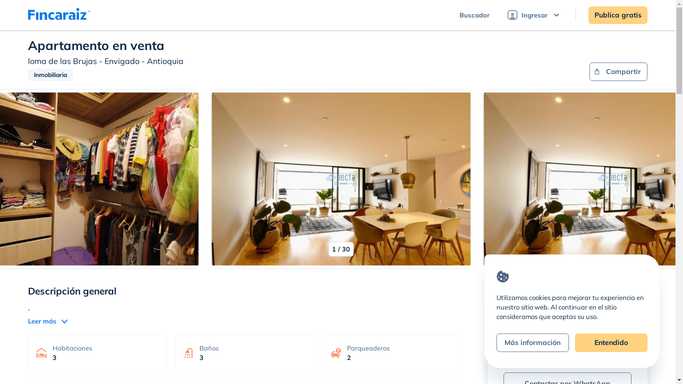 Fincaraiz
Buscador
Ingresar
Publica gratis
Apartamento en venta
loma de las Brujas - Envigado - Antioquia
Inmobiliaria
Compartir
1 / 30
Descripción general
.
Leer más
Habitaciones
3
Baños
3
Parqueaderos
2
Utilizamos cookies para mejorar tu experiencia en
nuestro sitio web. Al continuar en el sitio
consideramos que aceptas su uso.
Más información
Entendido
Contactar por WhatsApp